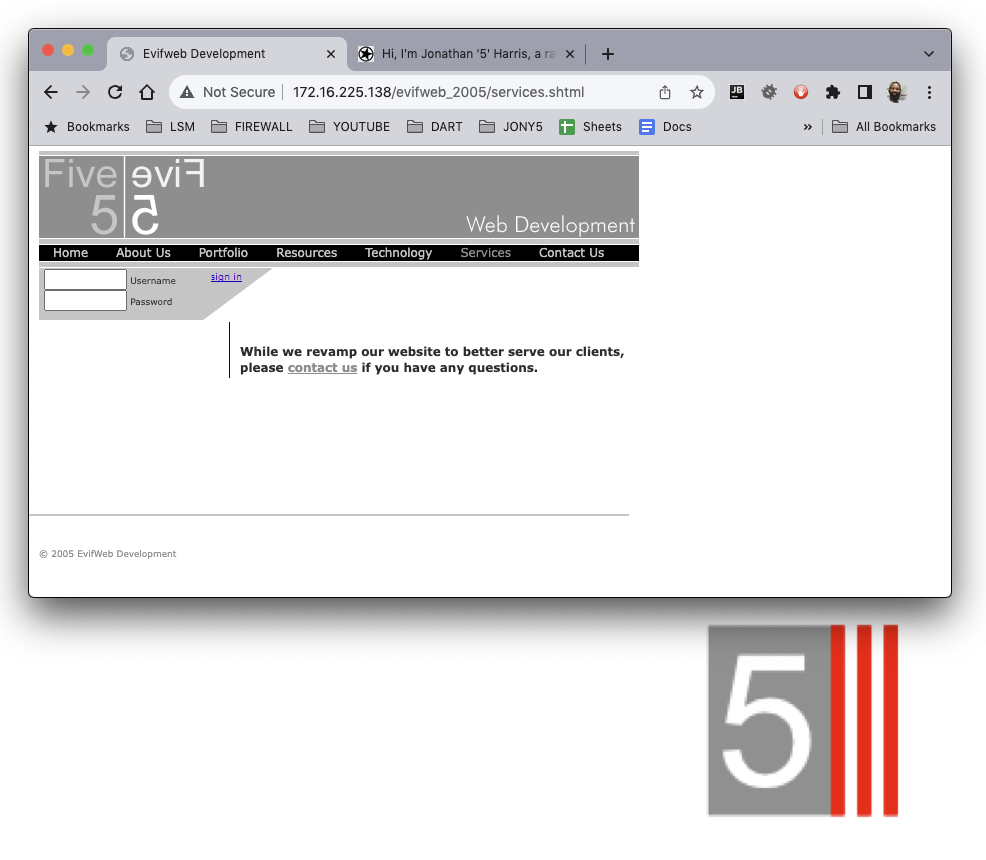 Evifweb Development
Hi, I'm Jonathan '5' Harris, a ra
Not Secure 172.16.225.138/evifweb_2005/services.shtml
JB
Bookmarks LSM FIREWALL YOUTUBE DART JONY5 Sheets Docs » All Bookmarks
Five Five
5 5
Web Development
Home About Us Portfolio Resources Technology Services Contact Us
Username sign in
Password
While we revamp our website to better serve our clients,
please contact us if you have any questions.
© 2005 EvifWeb Development
5